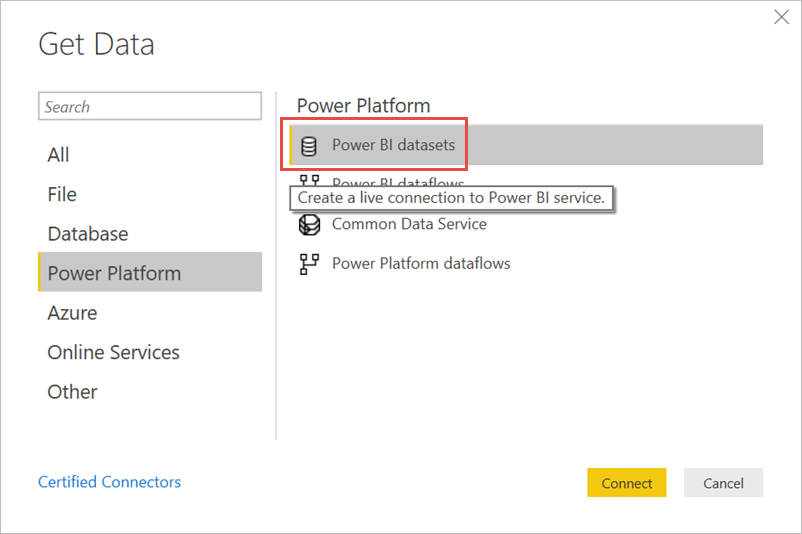 Get Data
Search
All
File
Database
Power Platform
Azure
Online Services
Other
Power Platform
Power BI datasets
Power BI dataflows
Create a live connection to Power BI service.
Common Data Service
Power Platform dataflows
Certified Connectors
Connect
Cancel